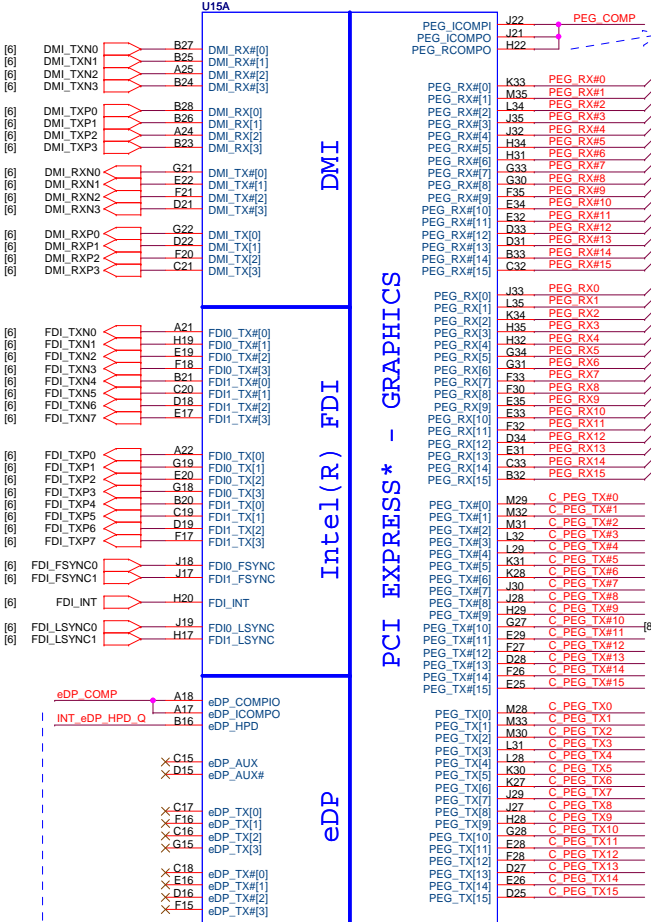 U15A
DMI
[6] DMI_TXN0 B27 DMI_RX#[0]
[6] DMI_TXN1 B25 DMI_RX#[1]
[6] DMI_TXN2 A25 DMI_RX#[2]
[6] DMI_TXN3 B24 DMI_RX#[3]
[6] DMI_TXP0 B28 DMI_RX[0]
[6] DMI_TXP1 B26 DMI_RX[1]
[6] DMI_TXP2 A24 DMI_RX[2]
[6] DMI_TXP3 B23 DMI_RX[3]
[6] DMI_RXN0 G21 DMI_TX#[0]
[6] DMI_RXN1 E22 DMI_TX#[1]
[6] DMI_RXN2 F21 DMI_TX#[2]
[6] DMI_RXN3 D21 DMI_TX#[3]
[6] DMI_RXP0 G22 DMI_TX[0]
[6] DMI_RXP1 D22 DMI_TX[1]
[6] DMI_RXP2 F20 DMI_TX[2]
[6] DMI_RXP3 C21 DMI_TX[3]
Intel(R) FDI
[6] FDI_TXN0 A21 FDI0_TX#[0]
[6] FDI_TXN1 H19 FDI0_TX#[1]
[6] FDI_TXN2 E19 FDI0_TX#[2]
[6] FDI_TXN3 F18 FDI0_TX#[3]
[6] FDI_TXN4 B21 FDI1_TX#[0]
[6] FDI_TXN5 C20 FDI1_TX#[1]
[6] FDI_TXN6 D18 FDI1_TX#[2]
[6] FDI_TXN7 E17 FDI1_TX#[3]
[6] FDI_TXP0 A22 FDI0_TX[0]
[6] FDI_TXP1 G19 FDI0_TX[1]
[6] FDI_TXP2 E20 FDI0_TX[2]
[6] FDI_TXP3 G18 FDI0_TX[3]
[6] FDI_TXP4 B20 FDI1_TX[0]
[6] FDI_TXP5 C19 FDI1_TX[1]
[6] FDI_TXP6 D19 FDI1_TX[2]
[6] FDI_TXP7 F17 FDI1_TX[3]
[6] FDI_FSYNC0 J18 FDI0_FSYNC
[6] FDI_FSYNC1 J17 FDI1_FSYNC
[6] FDI_INT H20 FDI_INT
[6] FDI_LSYNC0 J19 FDI0_LSYNC
[6] FDI_LSYNC1 H17 FDI1_LSYNC
eDP
eDP_COMP A18 eDP_COMPIO
A17 eDP_ICOMPO
INT_eDP_HPD_Q B16 eDP_HPD
C15 eDP_AUX
D15 eDP_AUX#
C17 eDP_TX[0]
F16 eDP_TX[1]
C16 eDP_TX[2]
G15 eDP_TX[3]
C18 eDP_TX#[0]
E16 eDP_TX#[1]
D16 eDP_TX#[2]
F15 eDP_TX#[3]
PCI EXPRESS* - GRAPHICS
PEG_ICOMPI J22 PEG_COMP
PEG_ICOMPO J21
PEG_RCOMPO H22
PEG_RX#[0] K33 PEG_RX#0
PEG_RX#[1] M35 PEG_RX#1
PEG_RX#[2] L34 PEG_RX#2
PEG_RX#[3] J35 PEG_RX#3
PEG_RX#[4] J32 PEG_RX#4
PEG_RX#[5] H34 PEG_RX#5
PEG_RX#[6] H31 PEG_RX#6
PEG_RX#[7] G33 PEG_RX#7
PEG_RX#[8] G30 PEG_RX#8
PEG_RX#[9] F35 PEG_RX#9
PEG_RX#[10] E34 PEG_RX#10
PEG_RX#[11] E32 PEG_RX#11
PEG_RX#[12] D33 PEG_RX#12
PEG_RX#[13] D31 PEG_RX#13
PEG_RX#[14] B33 PEG_RX#14
PEG_RX#[15] C32 PEG_RX#15
PEG_RX[0] J33 PEG_RX0
PEG_RX[1] L35 PEG_RX1
PEG_RX[2] K34 PEG_RX2
PEG_RX[3] H35 PEG_RX3
PEG_RX[4] H32 PEG_RX4
PEG_RX[5] G34 PEG_RX5
PEG_RX[6] G31 PEG_RX6
PEG_RX[7] F33 PEG_RX7
PEG_RX[8] F30 PEG_RX8
PEG_RX[9] E35 PEG_RX9
PEG_RX[10] E33 PEG_RX10
PEG_RX[11] F32 PEG_RX11
PEG_RX[12] D34 PEG_RX12
PEG_RX[13] E31 PEG_RX13
PEG_RX[14] C33 PEG_RX14
PEG_RX[15] B32 PEG_RX15
PEG_TX#[0] M29 C_PEG_TX#0
PEG_TX#[1] M32 C_PEG_TX#1
PEG_TX#[2] M31 C_PEG_TX#2
PEG_TX#[3] L32 C_PEG_TX#3
PEG_TX#[4] L29 C_PEG_TX#4
PEG_TX#[5] K31 C_PEG_TX#5
PEG_TX#[6] K28 C_PEG_TX#6
PEG_TX#[7] J30 C_PEG_TX#7
PEG_TX#[8] J28 C_PEG_TX#8
PEG_TX#[9] H29 C_PEG_TX#9
PEG_TX#[10] G27 C_PEG_TX#10 [8
PEG_TX#[11] E29 C_PEG_TX#11
PEG_TX#[12] F27 C_PEG_TX#12
PEG_TX#[13] D28 C_PEG_TX#13
PEG_TX#[14] F26 C_PEG_TX#14
PEG_TX#[15] E25 C_PEG_TX#15
PEG_TX[0] M28 C_PEG_TX0
PEG_TX[1] M33 C_PEG_TX1
PEG_TX[2] M30 C_PEG_TX2
PEG_TX[3] L31 C_PEG_TX3
PEG_TX[4] L28 C_PEG_TX4
PEG_TX[5] K30 C_PEG_TX5
PEG_TX[6] K27 C_PEG_TX6
PEG_TX[7] J29 C_PEG_TX7
PEG_TX[8] J27 C_PEG_TX8
PEG_TX[9] H28 C_PEG_TX9
PEG_TX[10] G28 C_PEG_TX10
PEG_TX[11] E28 C_PEG_TX11
PEG_TX[12] F28 C_PEG_TX12
PEG_TX[13] D27 C_PEG_TX13
PEG_TX[14] E26 C_PEG_TX14
PEG_TX[15] D25 C_PEG_TX15